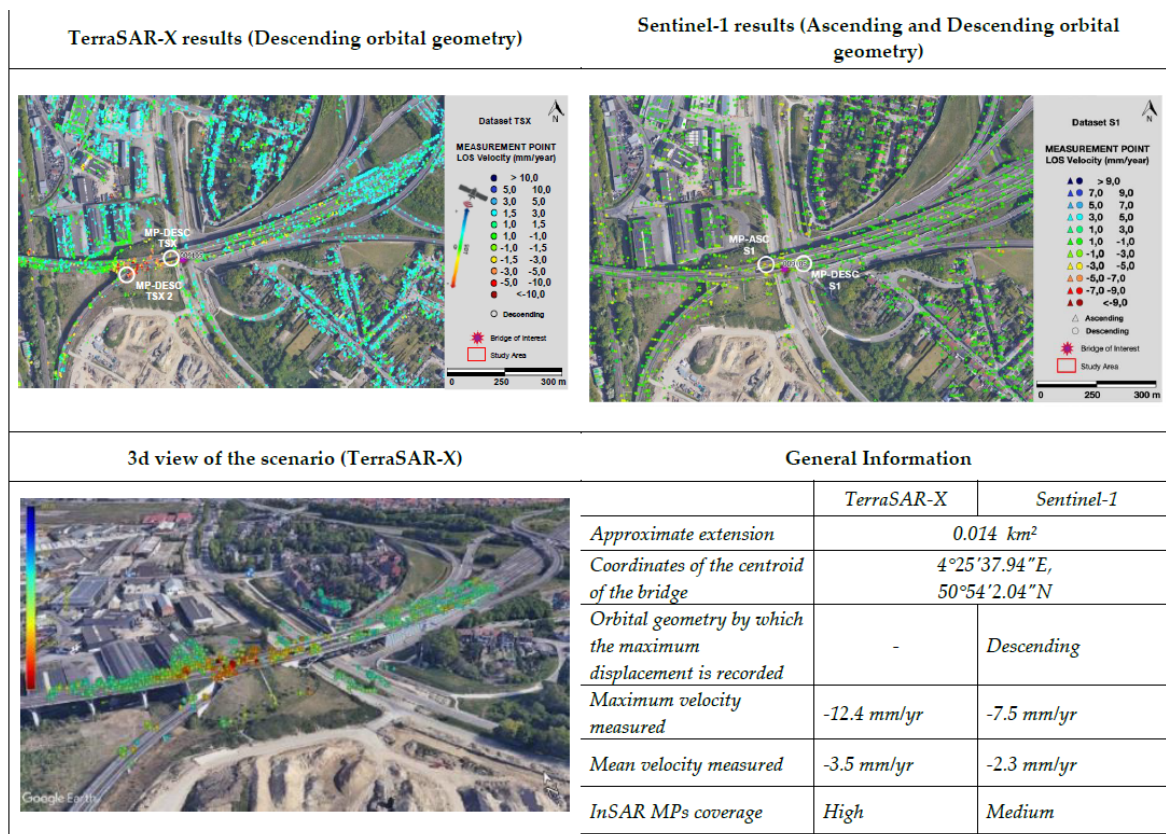 TerraSAR-X results (Descending orbital geometry)
Sentinel-1 results (Ascending and Descending orbital
geometry)
MP-DESC
TSX
MP-DESC
TSX 2
N
Dataset TSX
MEASUREMENT POINT
LOS Velocity (mm/year)
> 10,0
5,0 10,0
3,0 5,0
1,5 3,0
1,0 1,5
1,0 -1,0
-1,0 -1,5
-1,5 -3,0
-3,0 -5,0
-5,0 -10,0
<-10,0
Descending
Bridge of Interest
Study Area
0 250 300 m
MP-ASC
S1
MP-DESC
S1
N
Dataset S1
MEASUREMENT POINT
LOS Velocity (mm/year)
> 9,0
7,0 9,0
5,0 7,0
3,0 5,0
1,0 3,0
1,0 -1,0
-1,0 -3,0
-3,0 -5,0
-5,0 -7,0
-7,0 -9,0
<-9,0
Ascending
Descending
Bridge of Interest
Study Area
0 250 300 m
3d view of the scenario (TerraSAR-X)
Google Earth
General Information
TerraSAR-X Sentinel-1
Approximate extension 0.014 km²
Coordinates of the centroid
of the bridge
4°25'37.94"E,
50°54'2.04"N
Orbital geometry by which
the maximum
displacement is recorded
- Descending
Maximum velocity
measured
-12.4 mm/yr -7.5 mm/yr
Mean velocity measured -3.5 mm/yr -2.3 mm/yr
InSAR MPs coverage High Medium